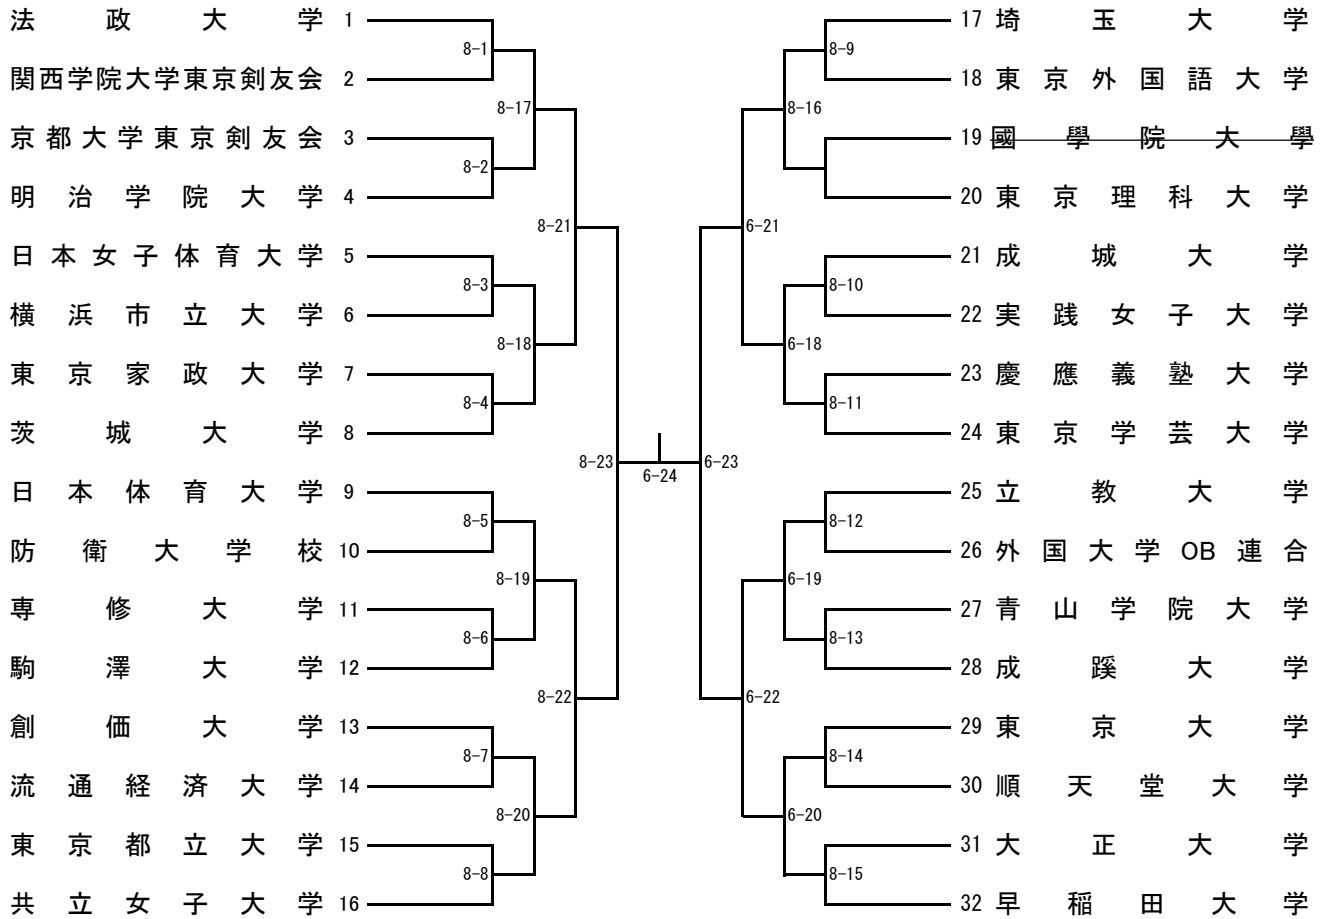 法政大学 1
関西学院大学東京剣友会 2
京都大学東京剣友会 3
明治学院大学 4
日本女子体育大学 5
横浜市立大学 6
東京家政大学 7
茨城大学 8
日本体育大学 9
防衛大学校 10
専修大学 11
駒澤大学 12
創価大学 13
流通経済大学 14
東京都立大学 15
共立女子大学 16
8-1
8-2
8-3
8-4
8-5
8-6
8-7
8-8
8-17
8-18
8-19
8-20
8-21
8-22
8-23
6-24
6-23
6-21
6-22
8-16
6-18
6-19
6-20
8-9
8-10
8-11
8-12
8-13
8-14
8-15
17 埼玉大学
18 東京外国語大学
19 國學院大學
20 東京理科大学
21 成城大学
22 実践女子大学
23 慶應義塾大学
24 東京学芸大学
25 立教大学
26 外国大学OB連合
27 青山学院大学
28 成蹊大学
29 東京大学
30 順天堂大学
31 大正大学
32 早稲田大学